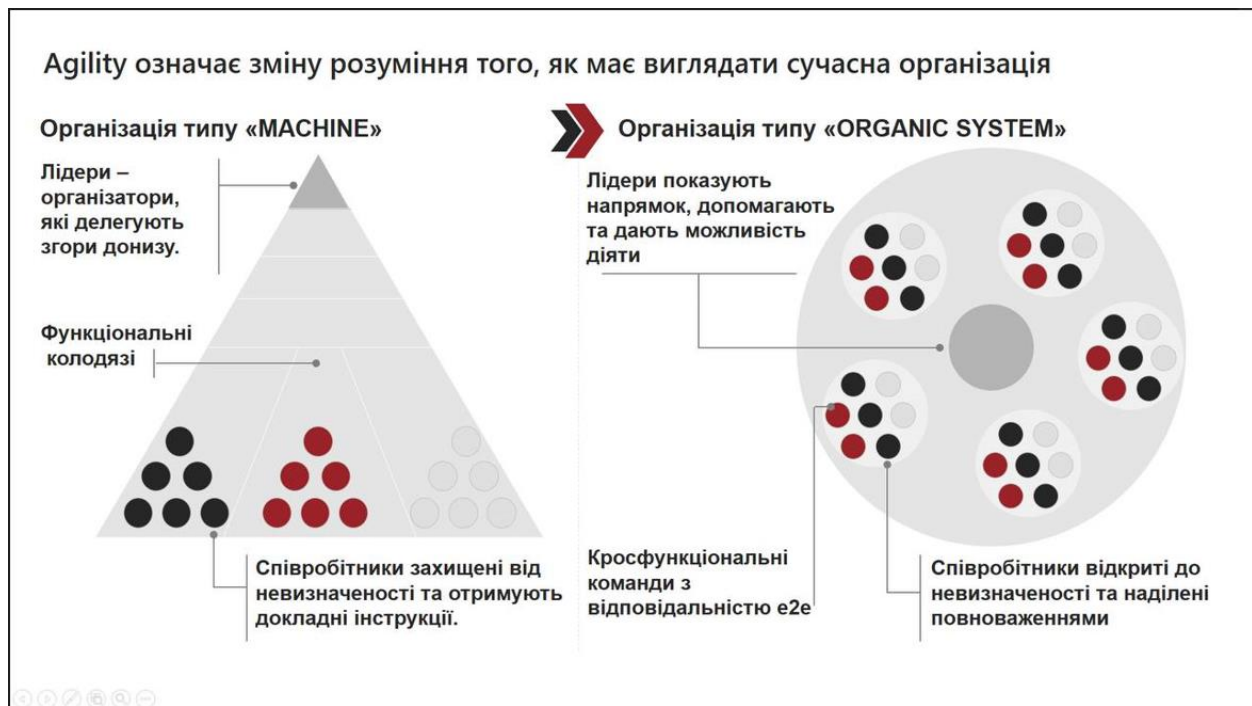 Agility означає зміну розуміння того, як має виглядати сучасна організація
Організація типу «MACHINE»
Лідери –
організатори,
які делегують
згори донизу.
Функціональні
колодязі
Співробітники захищені від
невизначеності та отримують
докладні інструкції.
Організація типу «ORGANIC SYSTEM»
Лідери показують
напрямок, допомагають
та дають можливість
діяти
Кросфункціональні
команди з
відповідальністю e2e
Співробітники відкриті до
невизначеності та наділені
повноваженнями